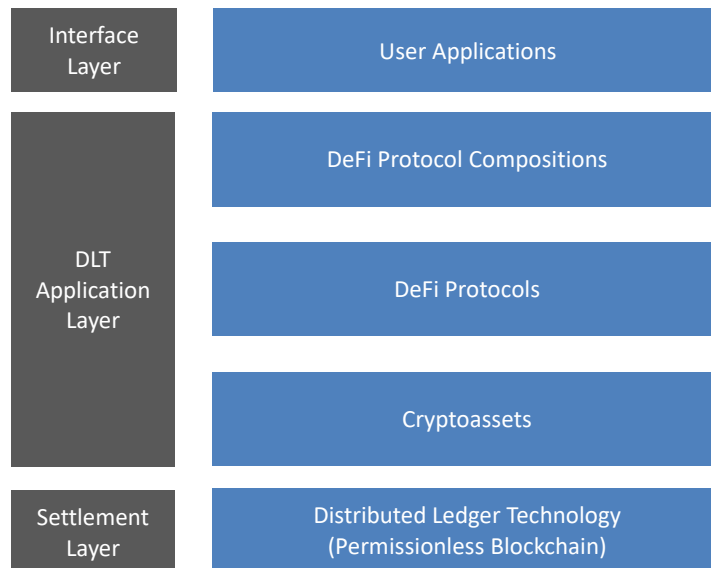 Interface
Layer
User Applications
DLT
Application
Layer
DeFi Protocol Compositions
DeFi Protocols
Cryptoassets
Settlement
Layer
Distributed Ledger Technology
(Permissionless Blockchain)